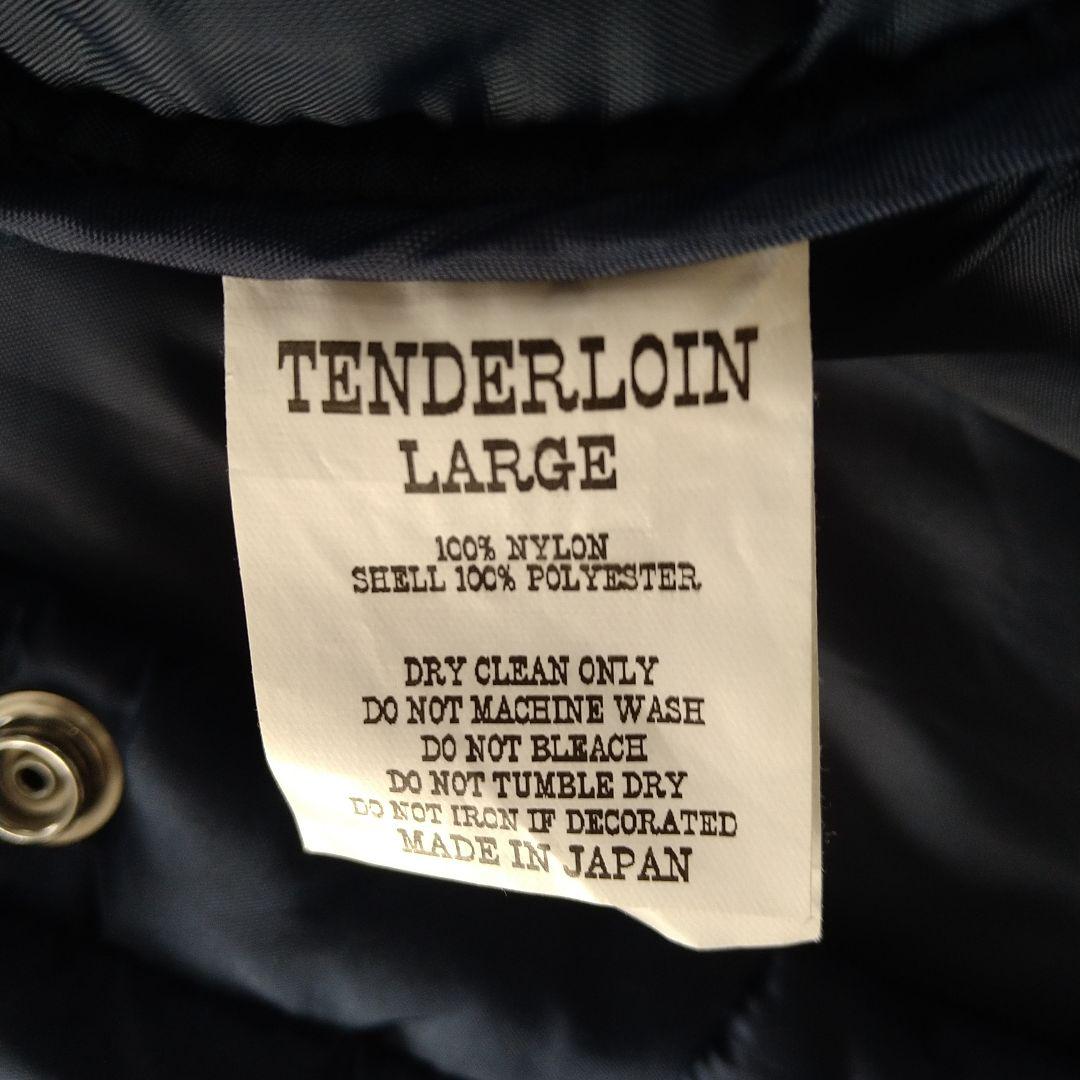 TENDERLOIN
LARGE
100% NYLON
SHELL 100% POLYESTER
DRY CLEAN ONLY
DO NOT MACHINE WASH
DO NOT BLEACH
DO NOT TUMBLE DRY
DO NOT IRON IF DECORATED
MADE IN JAPAN